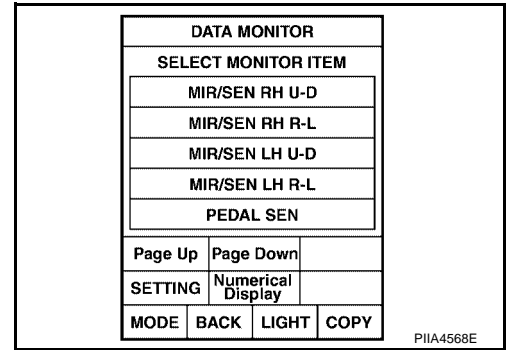 DATA MONITOR
SELECT MONITOR ITEM
MIR/SEN RH U-D
MIR/SEN RH R-L
MIR/SEN LH U-D
MIR/SEN LH R-L
PEDAL SEN
Page Up Page Down
SETTING Numerical
Display
MODE BACK LIGHT COPY
PIIA4568E